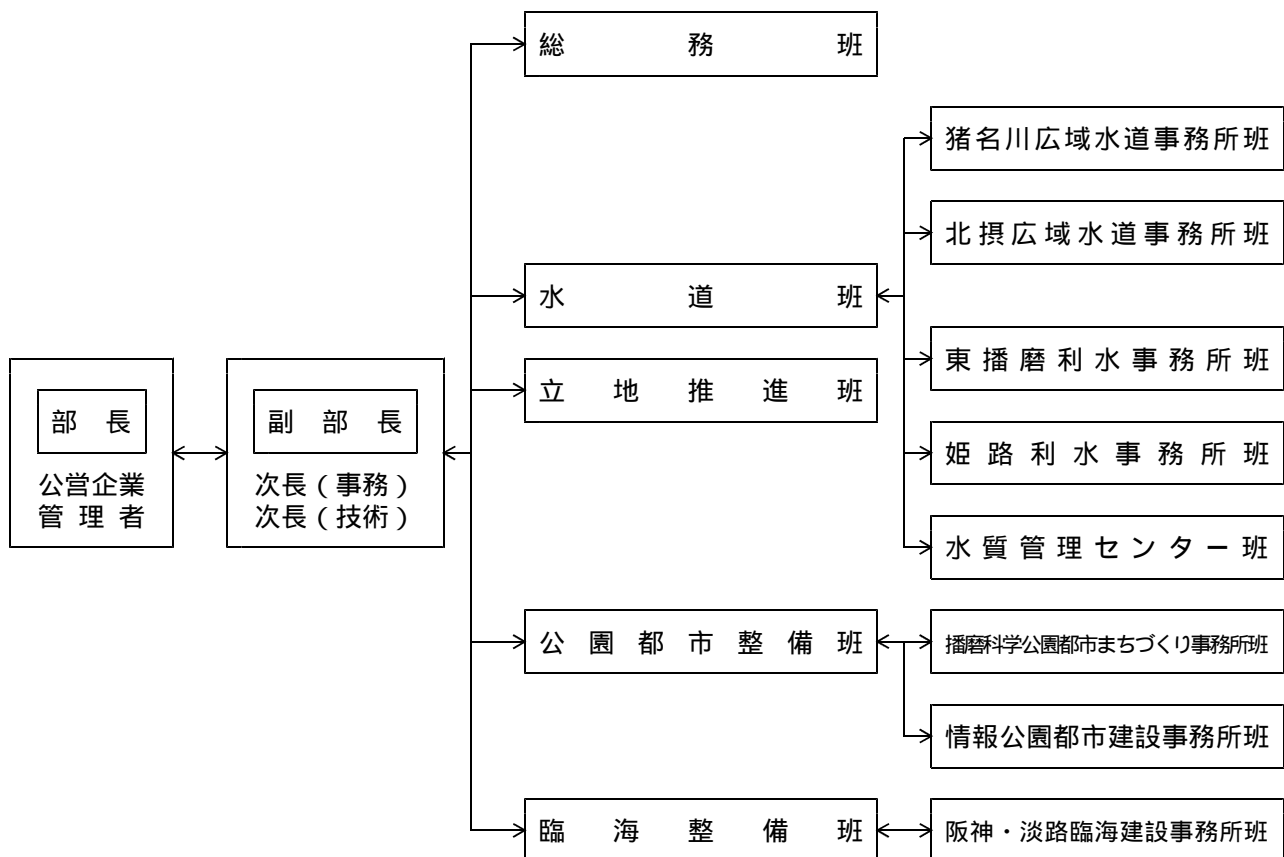 総務班
猪名川広域水道事務所班
北摂広域水道事務所班
水道班
東播磨利水事務所班
立地推進班
部長
公営企業
管理者
副部長
次長(事務)
次長(技術)
姫路利水事務所班
水質管理センター班
公園都市整備班
播磨科学公園都市まちづくり事務所班
情報公園都市建設事務所班
臨海整備班
阪神・淡路臨海建設事務所班